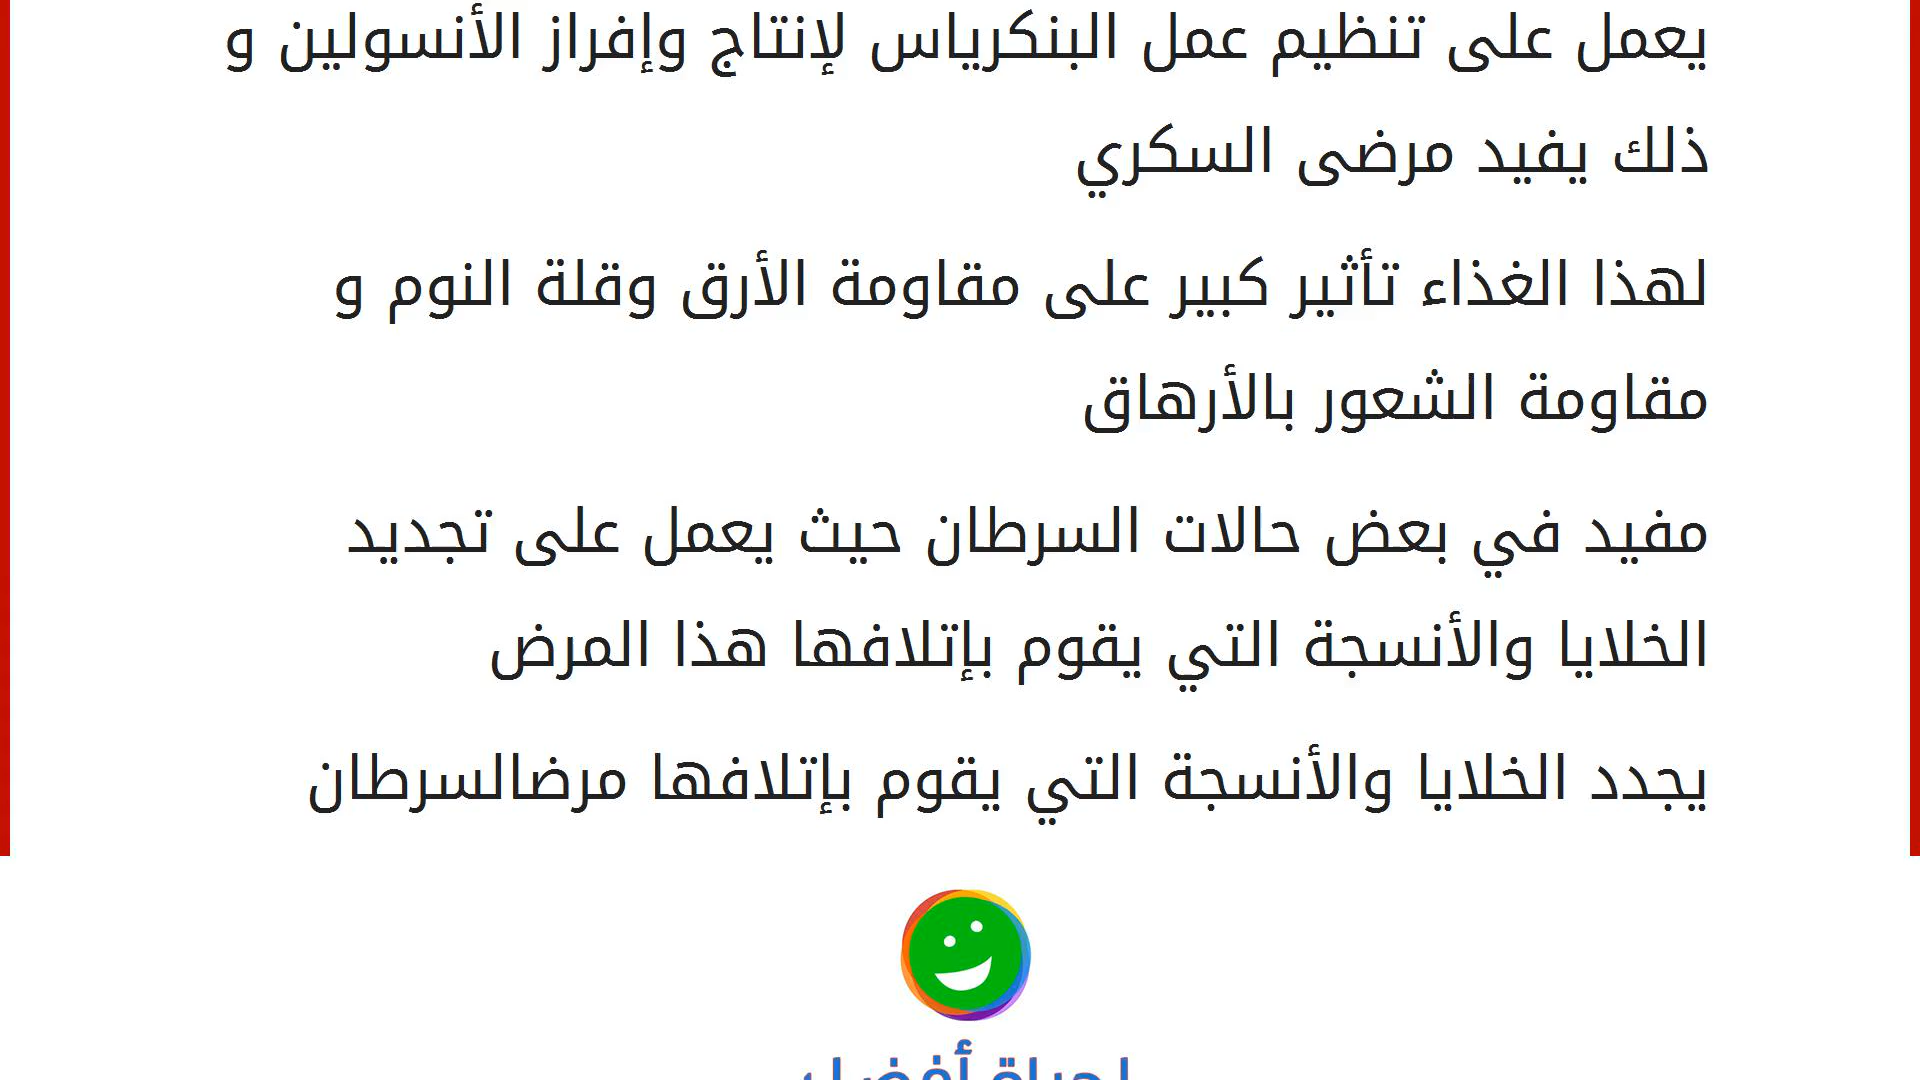 يعمل على تنظيم عمل البنكرياس لإنتاج وإفراز الأنسولين و
ذلك يفيد مرضى السكري
لهذا الغذاء تأثير كبير على مقاومة الأرق وقلة النوم و
مقاومة الشعور بالأرهاق
مفيد في بعض حالات السرطان حيث يعمل على تجديد
الخلايا والأنسجة التي يقوم بإتلافها هذا المرض
يجدد الخلايا والأنسجة التي يقوم بإتلافها مرضالسرطان
لحياة أفضل